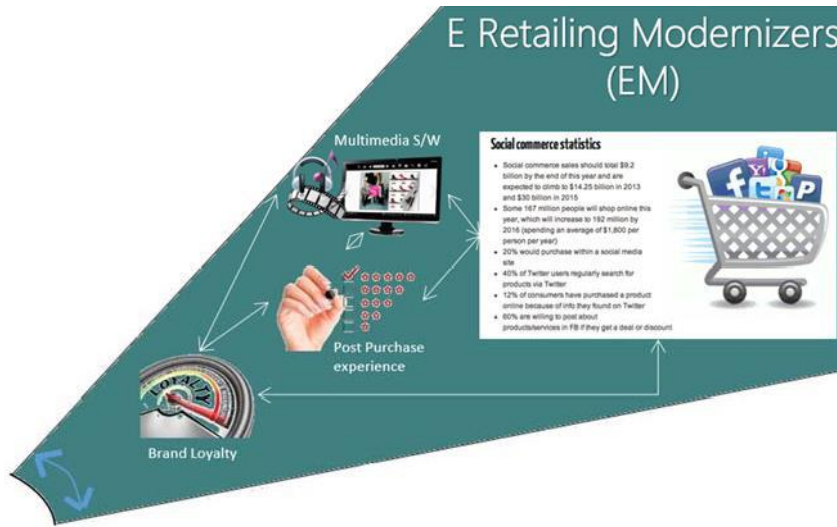 E Retailing Modernizers
(EM)
Multimedia S/W
Social commerce statistics
• Social commerce sales should total $9.2
billion by the end of this year and are
expected to climb to $14.25 billion in 2013
and $30 billion in 2015
• Some 167 million people will shop online this
year, which will increase to 192 million by
2016 (spending an average of $1,800 per
person per year)
• 20% would purchase within a social media
site
• 40% of Twitter users regularly search for
products via Twitter
• 12% of consumers have purchased a product
online because of info they found on Twitter
• 60% are willing to post about
products/services in FB if they get a deal or discount
Post Purchase
experience
LOYALTY
Brand Loyalty